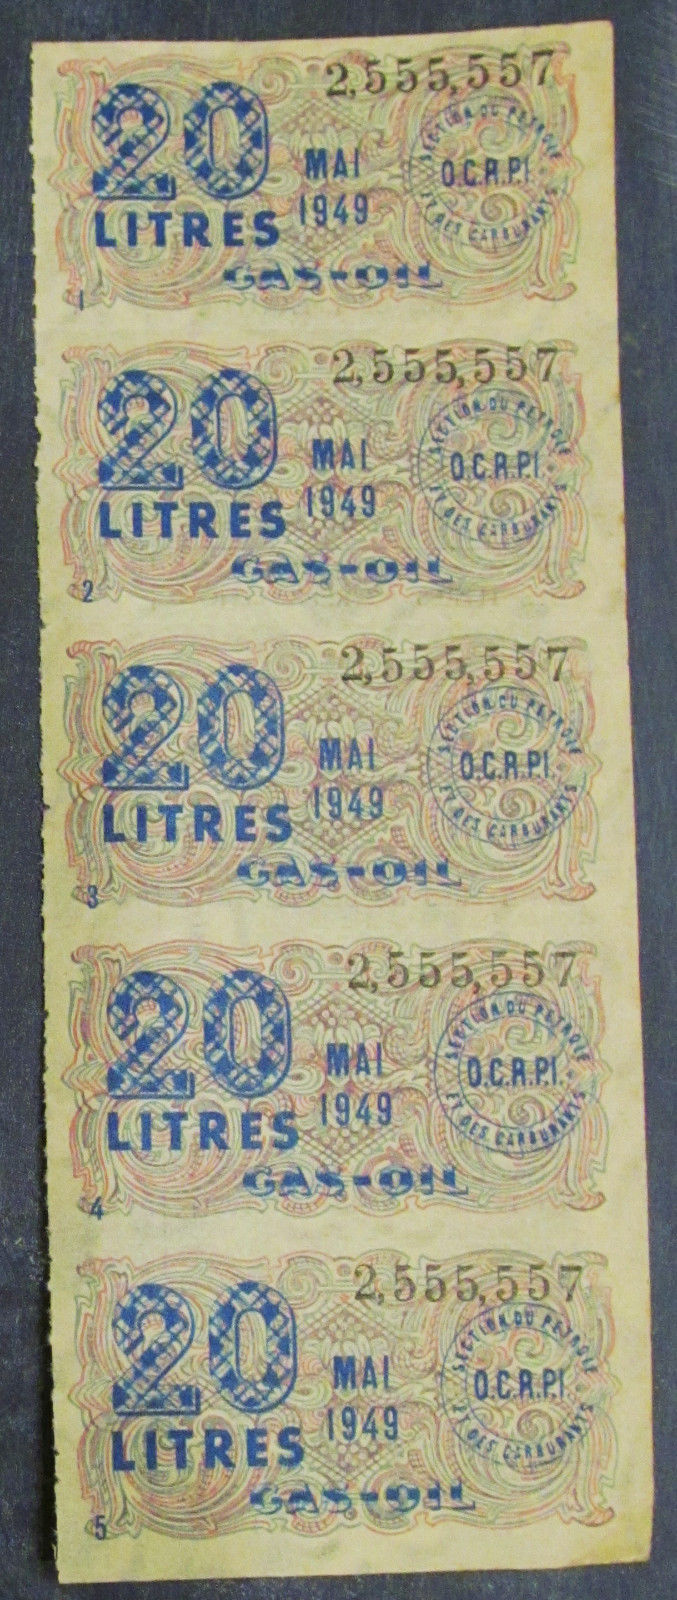 2,555,557
20
MAI
SECTION DU PETROLE
O.C.R.P.I.
ET DES CARBURANTS
LITRES
1949
GAS-OIL
1
2,555,557
20
MAI
SECTION DU PETROLE
O.C.R.P.I.
ET DES CARBURANTS
LITRES
1949
GAS-OIL
2
2,555,557
20
MAI
SECTION DU PETROLE
O.C.R.P.I.
ET DES CARBURANTS
LITRES
1949
GAS-OIL
3
2,555,557
20
MAI
SECTION DU PETROLE
O.C.R.P.I.
ET DES CARBURANTS
LITRES
1949
GAS-OIL
4
2,555,557
20
MAI
SECTION DU PETROLE
O.C.R.P.I.
ET DES CARBURANTS
LITRES
1949
GAS-OIL
5